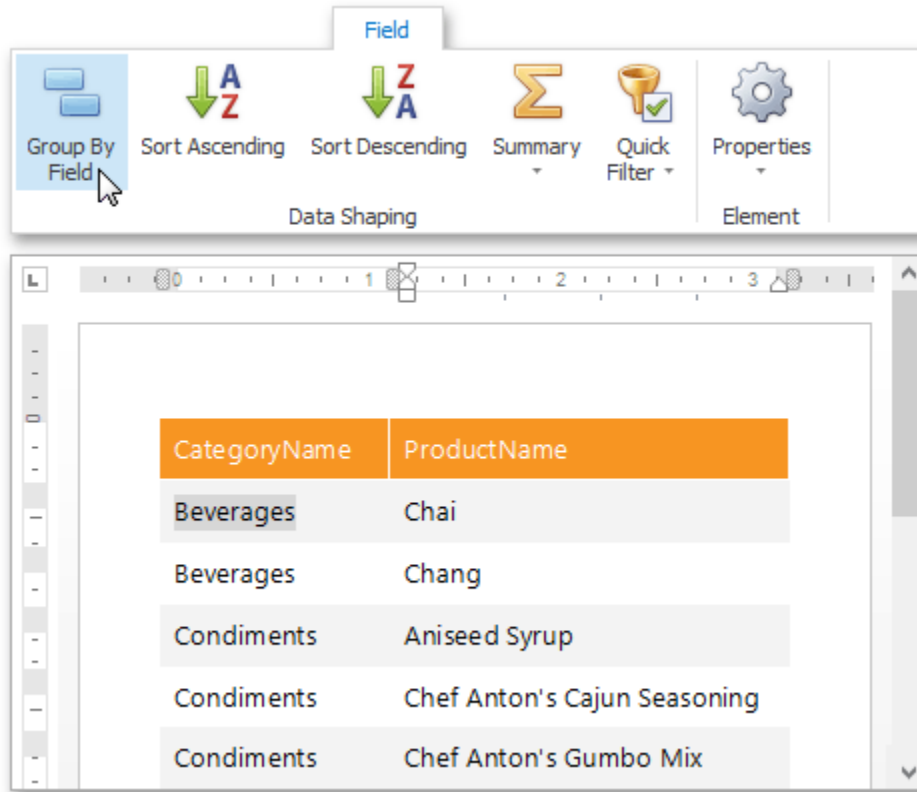 Field
Group By
Field
Sort Ascending
Sort Descending
Summary
Quick
Filter
Properties
Data Shaping
Element
L
0 1 2 3
0
CategoryName ProductName
Beverages Chai
Beverages Chang
Condiments Aniseed Syrup
Condiments Chef Anton's Cajun Seasoning
Condiments Chef Anton's Gumbo Mix